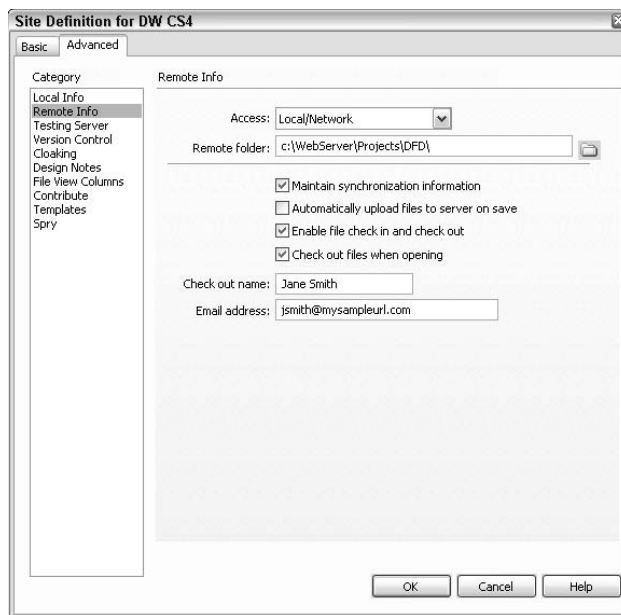 Site Definition for DW CS4
Basic
Advanced
Category
Local Info
Remote Info
Testing Server
Version Control
Cloaking
Design Notes
File View Columns
Contribute
Templates
Spry
Remote Info
Access: Local/Network
Remote folder: c:\WebServer\Projects\DFD\
Maintain synchronization information
Automatically upload files to server on save
Enable file check in and check out
Check out files when opening
Check out name: Jane Smith
Email address: jsmith@mysampleurl.com
OK
Cancel
Help